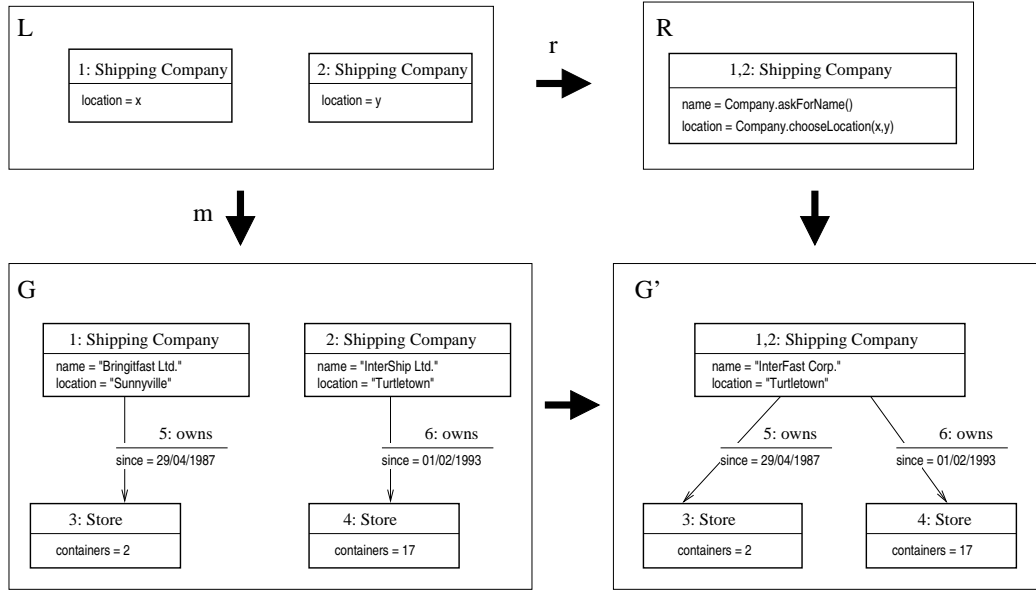 L
1: Shipping Company
location = x
2: Shipping Company
location = y
r
R
1,2: Shipping Company
name = Company.askForName()
location = Company.chooseLocation(x,y)
m
G
1: Shipping Company
name = "Bringitfast Ltd."
location = "Sunnyville"
2: Shipping Company
name = "InterShip Ltd."
location = "Turtletown"
5: owns
since = 29/04/1987
6: owns
since = 01/02/1993
3: Store
containers = 2
4: Store
containers = 17
G’
1,2: Shipping Company
name = "InterFast Corp."
location = "Turtletown"
5: owns
since = 29/04/1987
6: owns
since = 01/02/1993
3: Store
containers = 2
4: Store
containers = 17